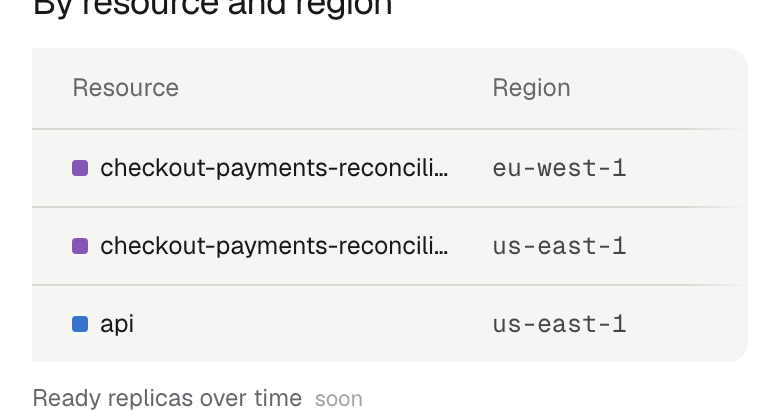 By resource and region
Resource Region
checkout-payments-reconcili... eu-west-1
checkout-payments-reconcili... us-east-1
api us-east-1
Ready replicas over time soon